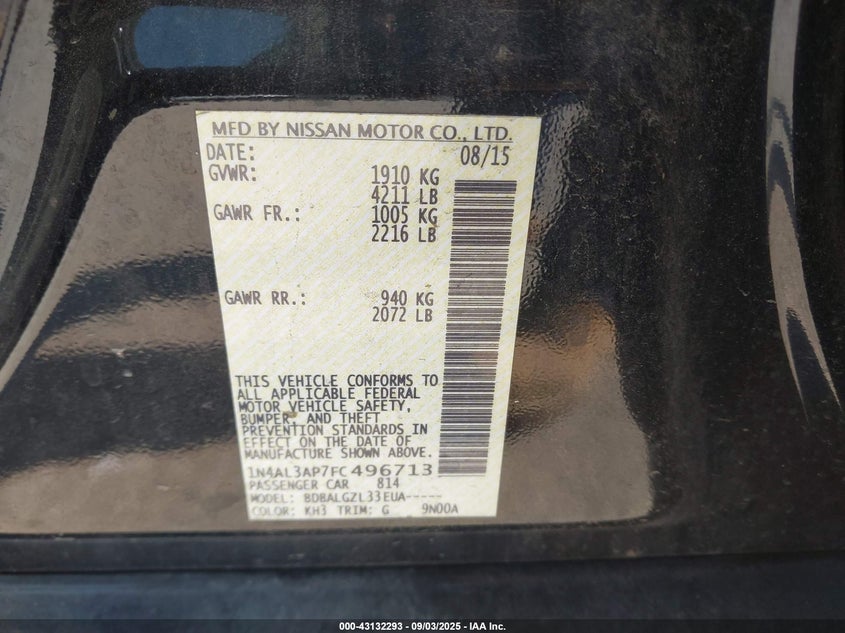 MFD BY NISSAN MOTOR CO., LTD.
DATE: 08/15
GVWR: 1910 KG
4211 LB
GAWR FR.: 1005 KG
2216 LB
GAWR RR.: 940 KG
2072 LB
THIS VEHICLE CONFORMS TO
ALL APPLICABLE FEDERAL
MOTOR VEHICLE SAFETY,
BUMPER, AND THEFT
PREVENTION STANDARDS IN
EFFECT ON THE DATE OF
MANUFACTURE SHOWN ABOVE.
1N4AL3AP7FC496713
PASSENGER CAR 814
MODEL: BDBALGZL33EUA-----
COLOR: KH3 TRIM: G 9N00A
000-43132293 - 09/03/2025 - IAA Inc.